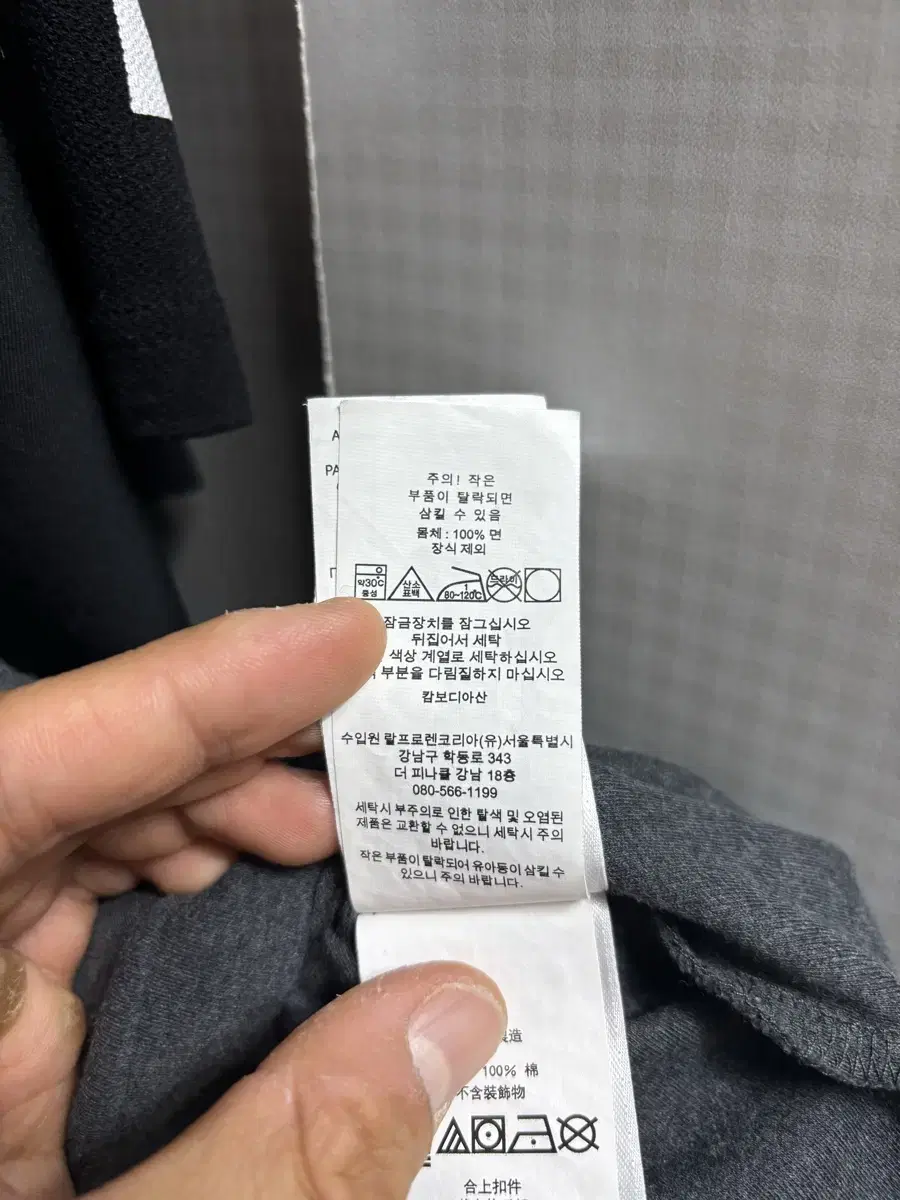 A
PA
주의! 작은
부품이 탈락되면
삼킬 수 있음
몸체 : 100% 면
장식 제외
약30℃
중성
산소
표백
80~120℃
드라이
잠금장치를 잠그십시오
뒤집어서 세탁
색상 계열로 세탁하십시오
부분을 다림질하지 마십시오
캄보디아산
수입원 랄프로렌코리아(유)서울특별시
강남구 학동로 343
더 피나클 강남 18층
080-566-1199
세탁시 부주의로 인한 탈색 및 오염된
제품은 교환할 수 없으니 세탁시 주의
바랍니다.
작은 부품이 탈락되어 유아동이 삼킬 수
있으니 주의 바랍니다.
造
100% 棉
不含裝飾物
合上扣件